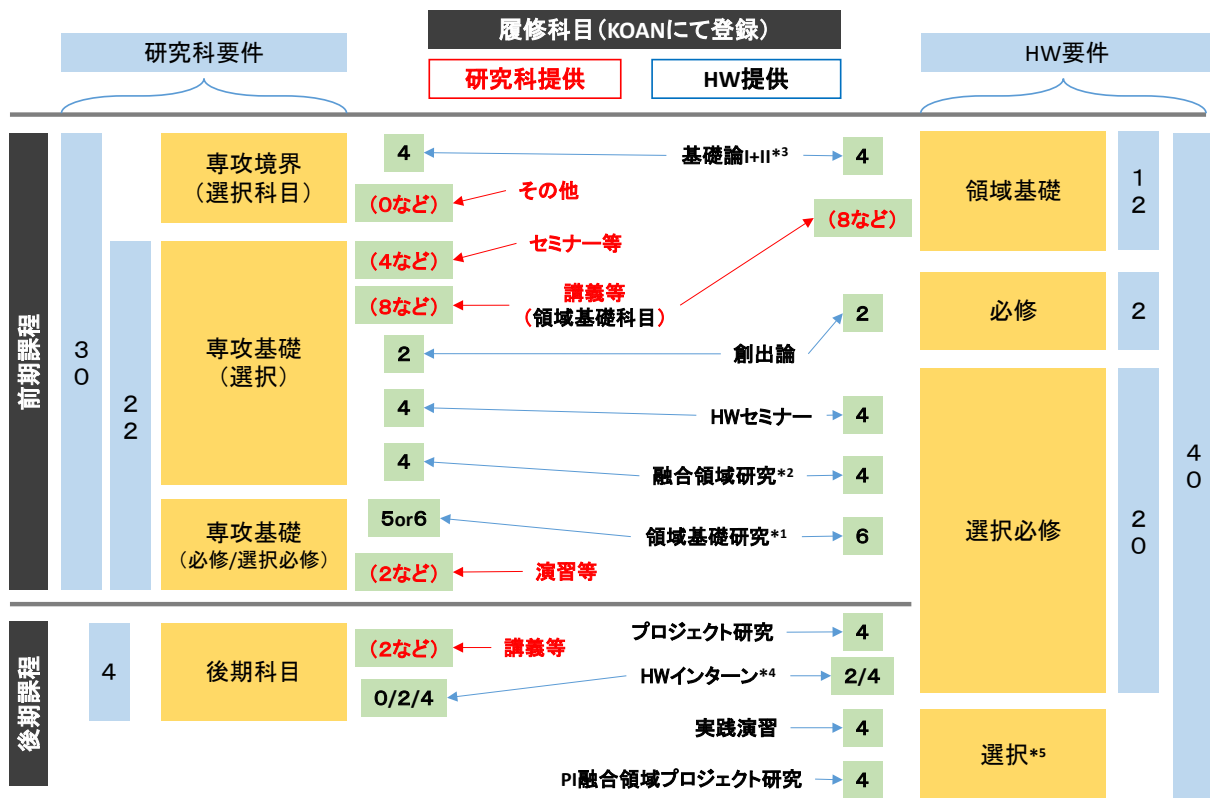 履修科目（KOANにて登録）
研究科要件
HW要件
研究科提供
HW提供
前期課程
30
22
専攻境界
（選択科目）
4
基礎論I+II*3
4
領域基礎
12
40
（0など）
その他
（8など）
専攻基礎
（選択）
（4など）
セミナー等
（8など）
講義等
（領域基礎科目）
2
必修
2
2
創出論
4
HWセミナー
4
選択必修
20
4
融合領域研究*2
4
専攻基礎
（必修/選択必修）
5or6
領域基礎研究*1
6
（2など）
演習等
後期課程
4
後期科目
プロジェクト研究
4
（2など）
講義等
0/2/4
HWインターン*4
2/4
実践演習
4
選択*5
PI融合領域プロジェクト研究
4